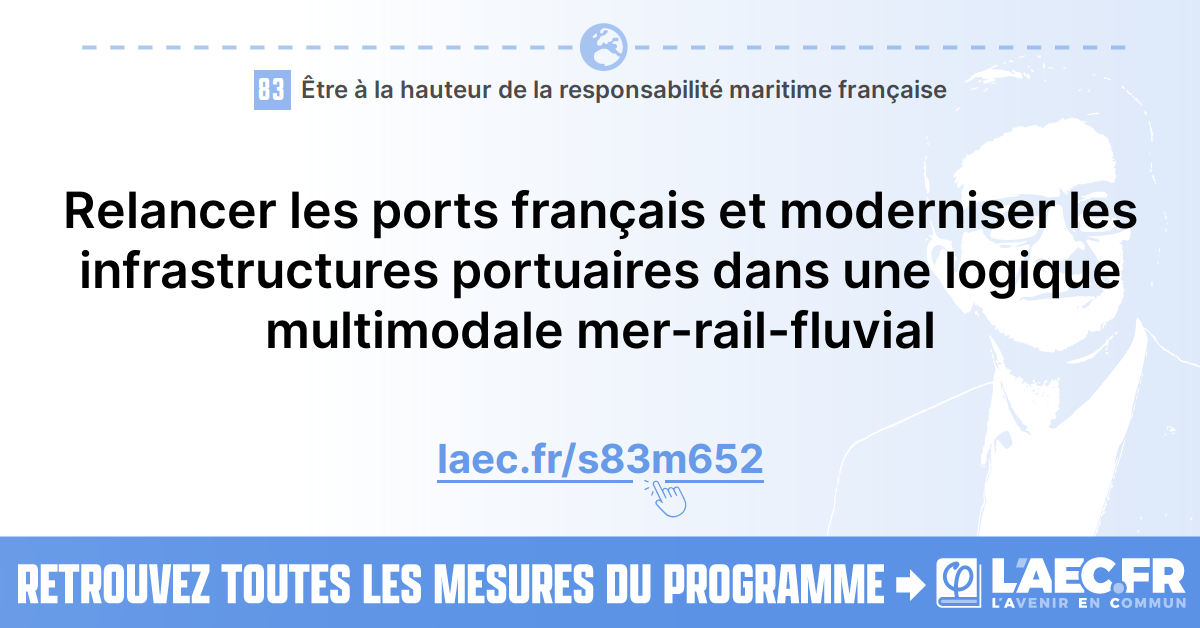 83 Être à la hauteur de la responsabilité maritime française
Relancer les ports français et moderniser les
infrastructures portuaires dans une logique
multimodale mer-rail-fluvial
laec.fr/s83m652
RETROUVEZ TOUTES LES MESURES DU PROGRAMME
L'AEC.FR
L'AVENIR EN COMMUN